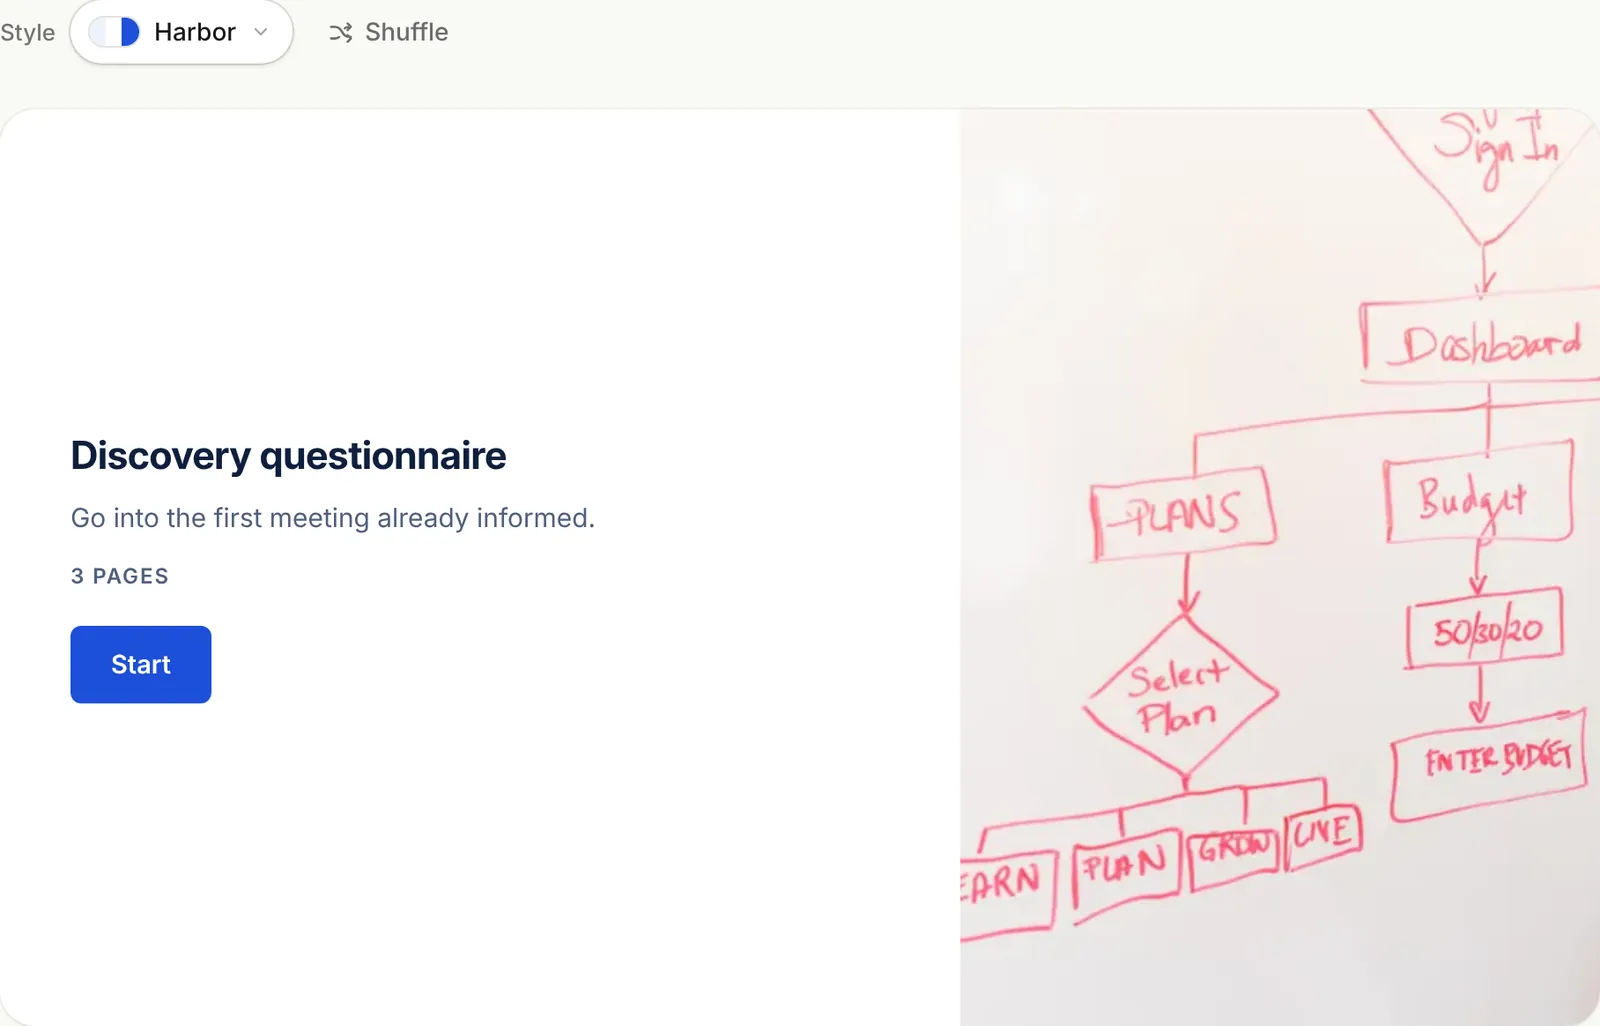 Style
Harbor
Shuffle
Discovery questionnaire
Go into the first meeting already informed.
3 PAGES
Start
Sign In
Dashboard
PLANS
Budget
50/30/20
Select
Plan
ENTER BUDGET
EARN
PLAN
GROW
LIVE